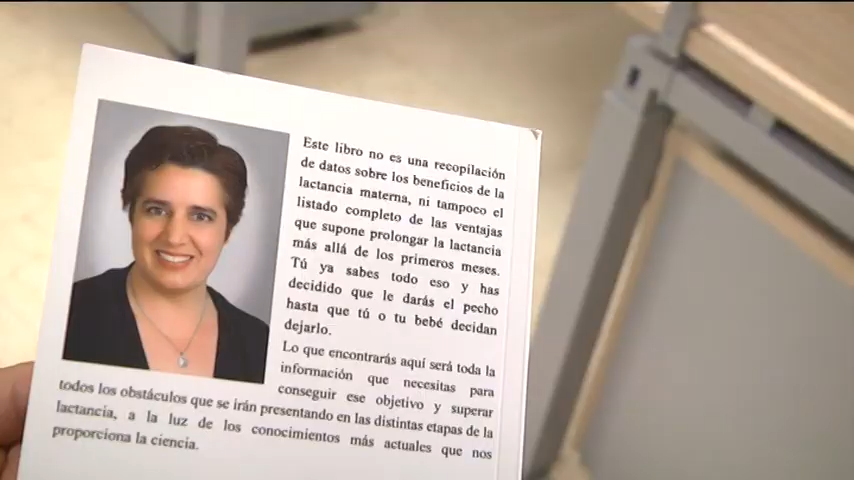 Este libro no es una recopilación
de datos sobre los beneficios de la
lactancia materna, ni tampoco el
listado completo de las ventajas
que supone prolongar la lactancia
más allá de los primeros meses.
Tú ya sabes todo eso y has
decidido que le darás el pecho
hasta que tú o tu bebé decidan
dejarlo.
Lo que encontrarás aquí será toda la
información que necesitas para
conseguir ese objetivo y superar
todos los obstáculos que se irán presentando en las distintas etapas de la
lactancia, a la luz de los conocimientos más actuales que nos
proporciona la ciencia.